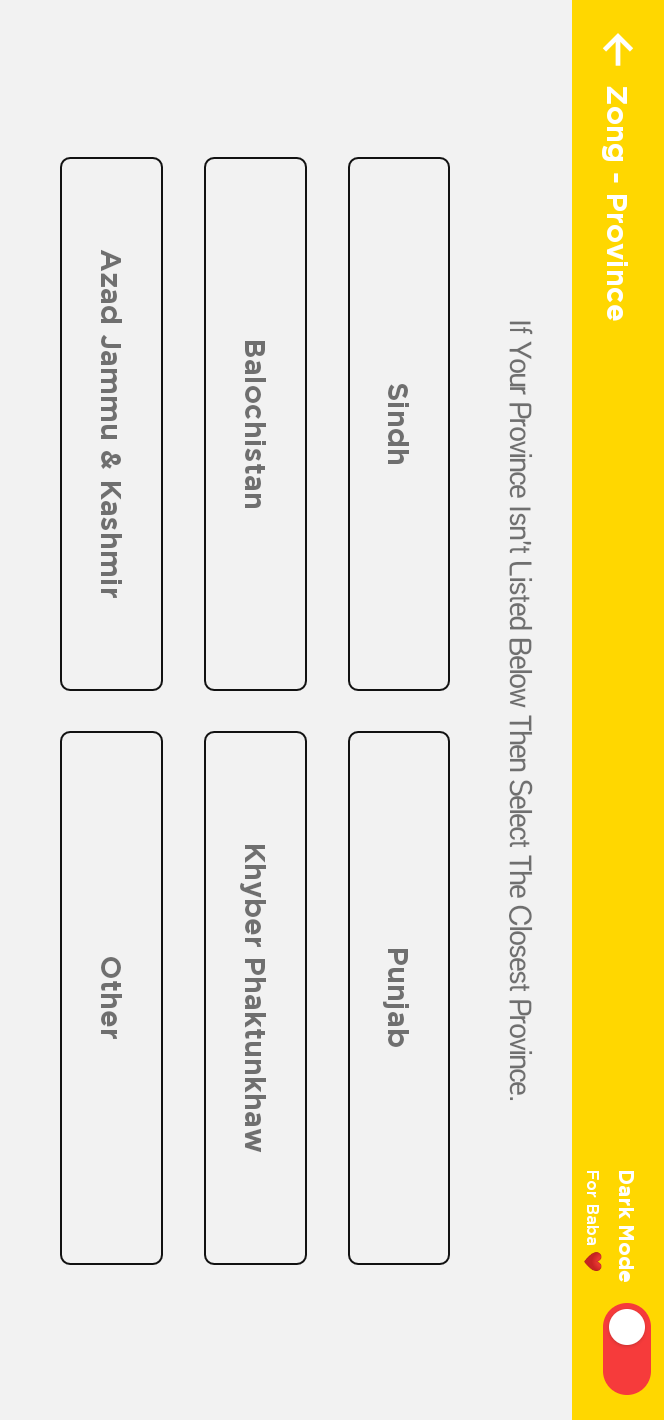 Zong - Province
Dark Mode
For Baba ❤️
If Your Province Isn't Listed Below Then Select The Closest Province.
Sindh
Punjab
Balochistan
Khyber Phaktunkhaw
Azad Jammu & Kashmir
Other